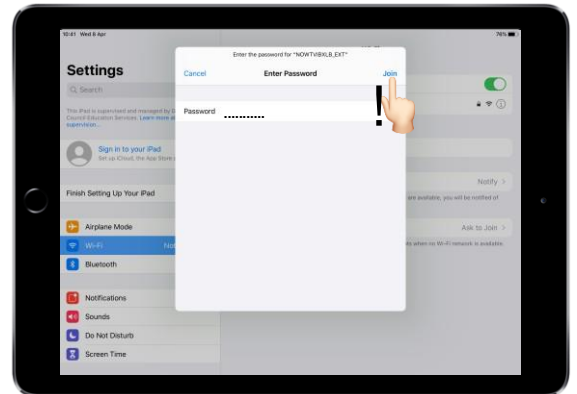 10:41 Wed 8 Apr
76%
Enter the password for "NOWTVIBXLB_EXT"
Cancel
Enter Password
Join
Password
..........
!
Settings
Search
This iPad is supervised and managed by
Council Education Services. Learn more
supervision...
Sign in to your iPad
Set up iCloud, the App Store
Finish Setting Up Your iPad
Airplane Mode
Wi-Fi
Bluetooth
Notifications
Sounds
Do Not Disturb
Screen Time
Notify
are available, you will be notified of
Ask to Join
when no Wi-Fi network is available.